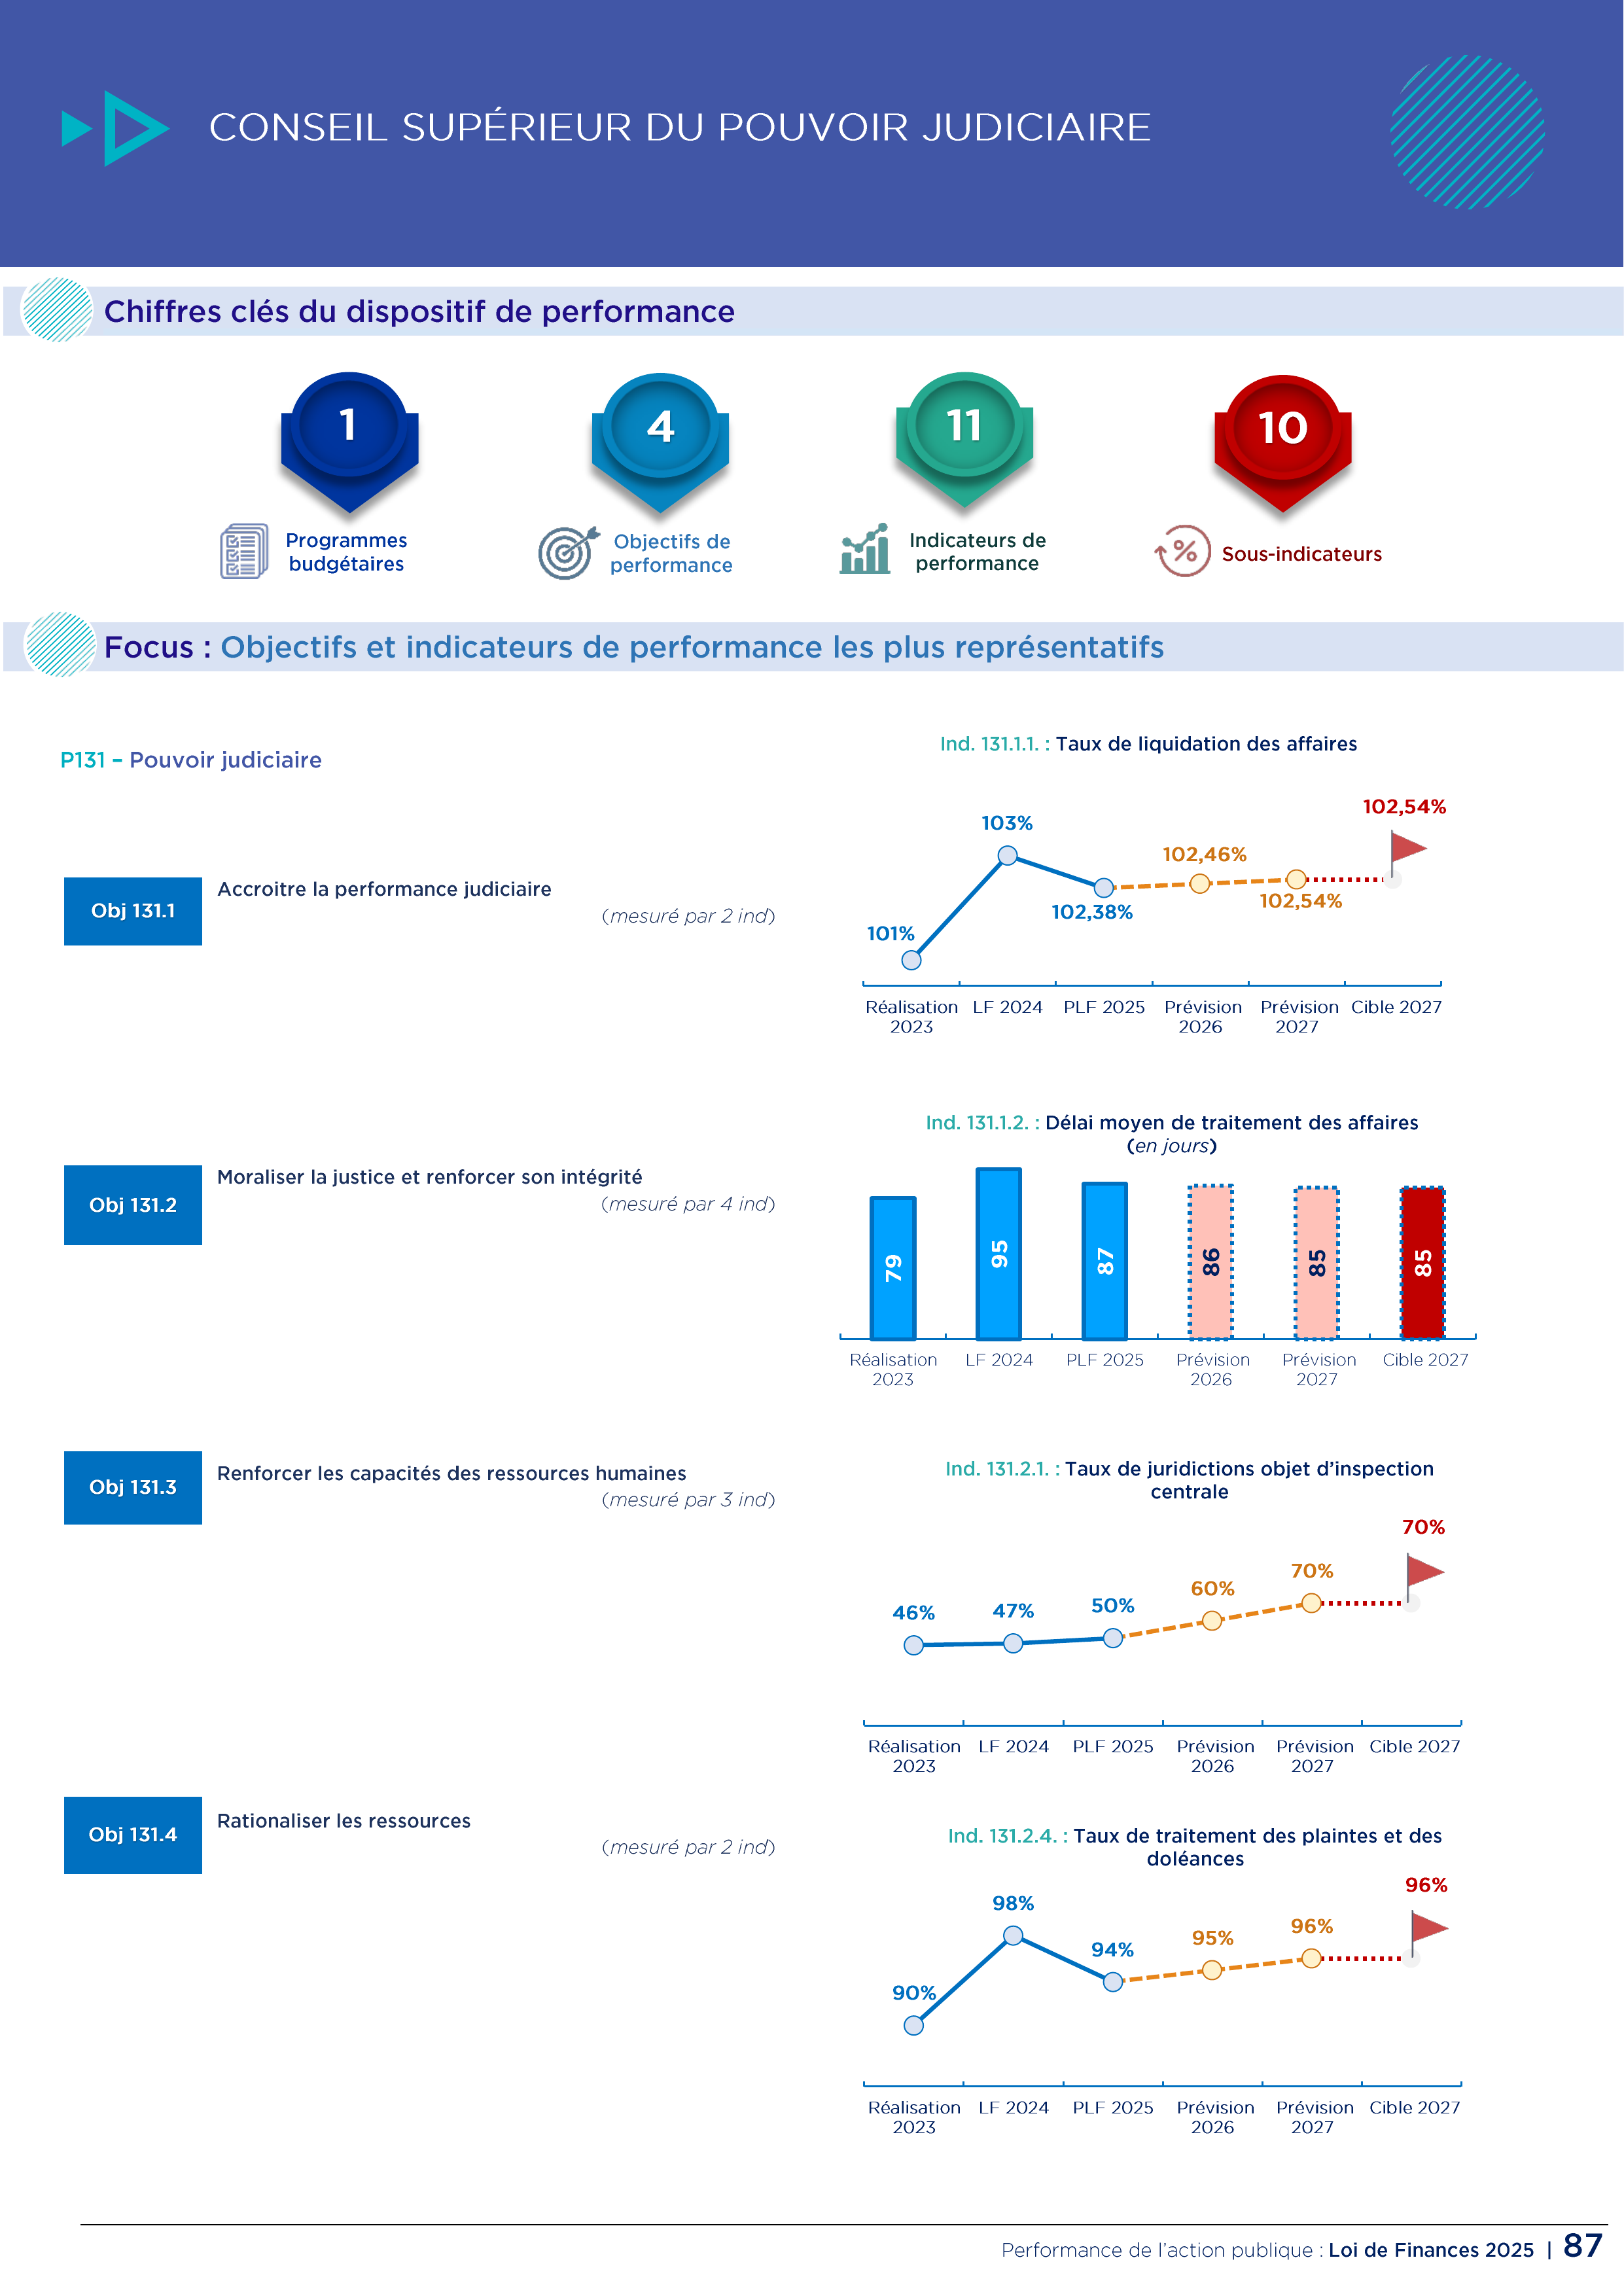 CONSEIL SUPÉRIEUR DU POUVOIR JUDICIAIRE
Chiffres clés du dispositif de performance
1
Programmes
budgétaires
4
Objectifs de
performance
11
Indicateurs de
performance
10
%
Sous-indicateurs
Focus : Objectifs et indicateurs de performance les plus représentatifs
P131 – Pouvoir judiciaire
Obj 131.1
Accroitre la performance judiciaire
(mesuré par 2 ind)
Obj 131.2
Moraliser la justice et renforcer son intégrité
(mesuré par 4 ind)
Obj 131.3
Renforcer les capacités des ressources humaines
(mesuré par 3 ind)
Obj 131.4
Rationaliser les ressources
(mesuré par 2 ind)
Ind. 131.1.1. : Taux de liquidation des affaires
101%
103%
102,38%
102,46%
102,54%
102,54%
Réalisation
2023
LF 2024
PLF 2025
Prévision
2026
Prévision
2027
Cible 2027
Ind. 131.1.2. : Délai moyen de traitement des affaires
(en jours)
79
95
87
86
85
85
Réalisation
2023
LF 2024
PLF 2025
Prévision
2026
Prévision
2027
Cible 2027
Ind. 131.2.1. : Taux de juridictions objet d’inspection
centrale
46%
47%
50%
60%
70%
70%
Réalisation
2023
LF 2024
PLF 2025
Prévision
2026
Prévision
2027
Cible 2027
Ind. 131.2.4. : Taux de traitement des plaintes et des
doléances
90%
98%
94%
95%
96%
96%
Réalisation
2023
LF 2024
PLF 2025
Prévision
2026
Prévision
2027
Cible 2027
Performance de l’action publique : Loi de Finances 2025 | 87